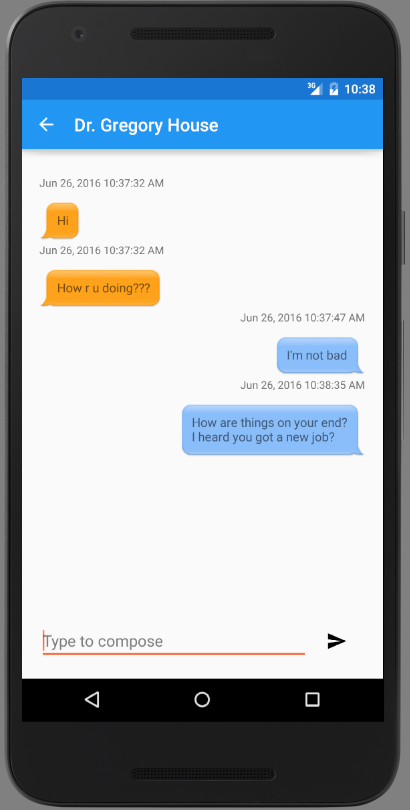 3G 10:38
Dr. Gregory House
Jun 26, 2016 10:37:32 AM
Hi
Jun 26, 2016 10:37:32 AM
How r u doing???
Jun 26, 2016 10:37:47 AM
I'm not bad
Jun 26, 2016 10:38:35 AM
How are things on your end?
I heard you got a new job?
Type to compose